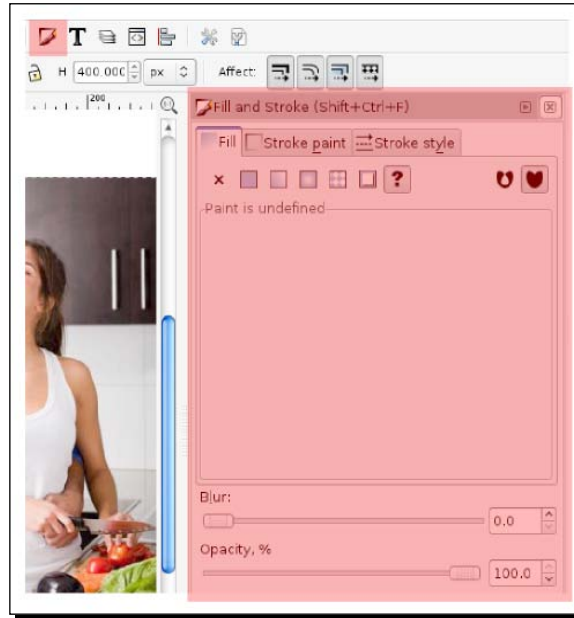 T
H 400.000 px Affect:
200
Fill and Stroke (Shift+Ctrl+F)
Fill Stroke paint Stroke style
?
Paint is undefined
Blur:
0.0
Opacity, %
100.0